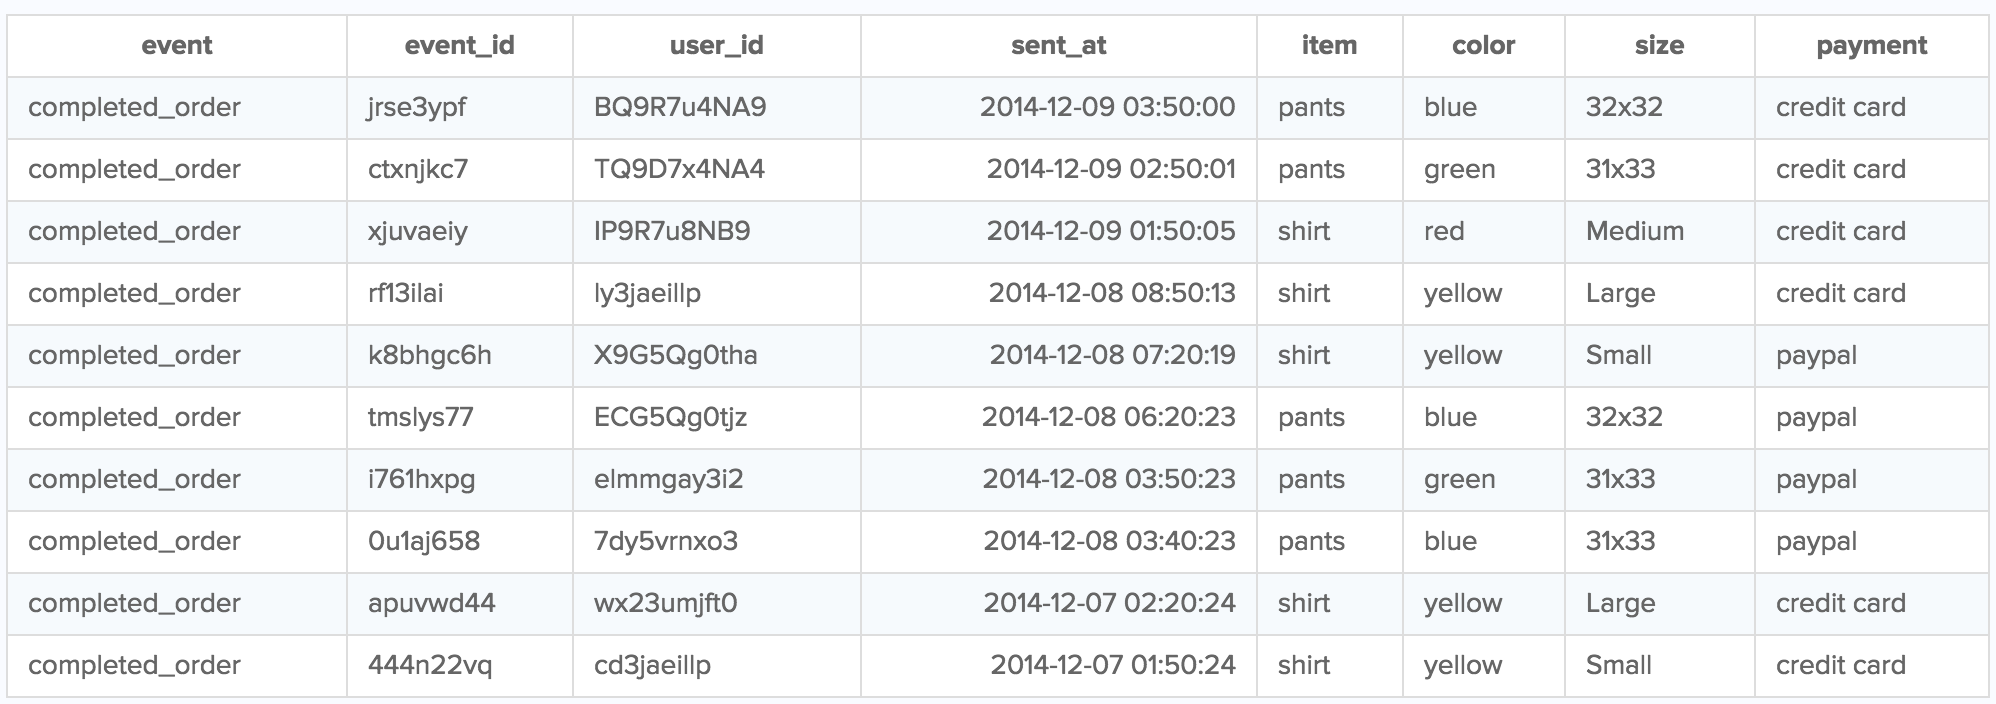 event event_id user_id sent_at item color size payment
completed_order jrse3ypf BQ9R7u4NA9 2014-12-09 03:50:00 pants blue 32x32 credit card
completed_order ctxnjkc7 TQ9D7x4NA4 2014-12-09 02:50:01 pants green 31x33 credit card
completed_order xjuvaeiy IP9R7u8NB9 2014-12-09 01:50:05 shirt red Medium credit card
completed_order rf13ilai ly3jaeillp 2014-12-08 08:50:13 shirt yellow Large credit card
completed_order k8bhgc6h X9G5Qg0tha 2014-12-08 07:20:19 shirt yellow Small paypal
completed_order tmslys77 ECG5Qg0tjz 2014-12-08 06:20:23 pants blue 32x32 paypal
completed_order i761hxpg elmmgay3i2 2014-12-08 03:50:23 pants green 31x33 paypal
completed_order 0u1aj658 7dy5vrnxo3 2014-12-08 03:40:23 pants blue 31x33 paypal
completed_order apuvwd44 wx23umjft0 2014-12-07 02:20:24 shirt yellow Large credit card
completed_order 444n22vq cd3jaeillp 2014-12-07 01:50:24 shirt yellow Small credit card